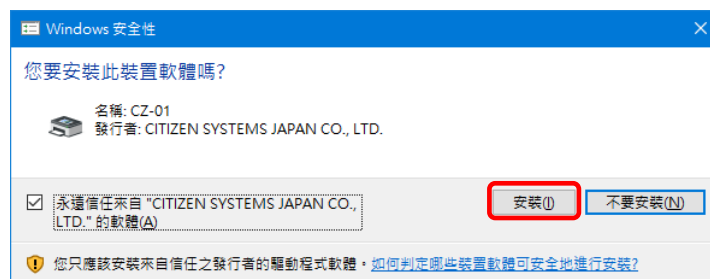 Windows 安全性
您要安裝此裝置軟體嗎?
名稱: CZ-01
發行者: CITIZEN SYSTEMS JAPAN CO., LTD.
永遠信任來自 "CITIZEN SYSTEMS JAPAN CO.,
LTD." 的軟體(A)
安裝(I)
不要安裝(N)
您只應該安裝來自信任之發行者的驅動程式軟體。如何判定哪些裝置軟體可安全地進行安裝?